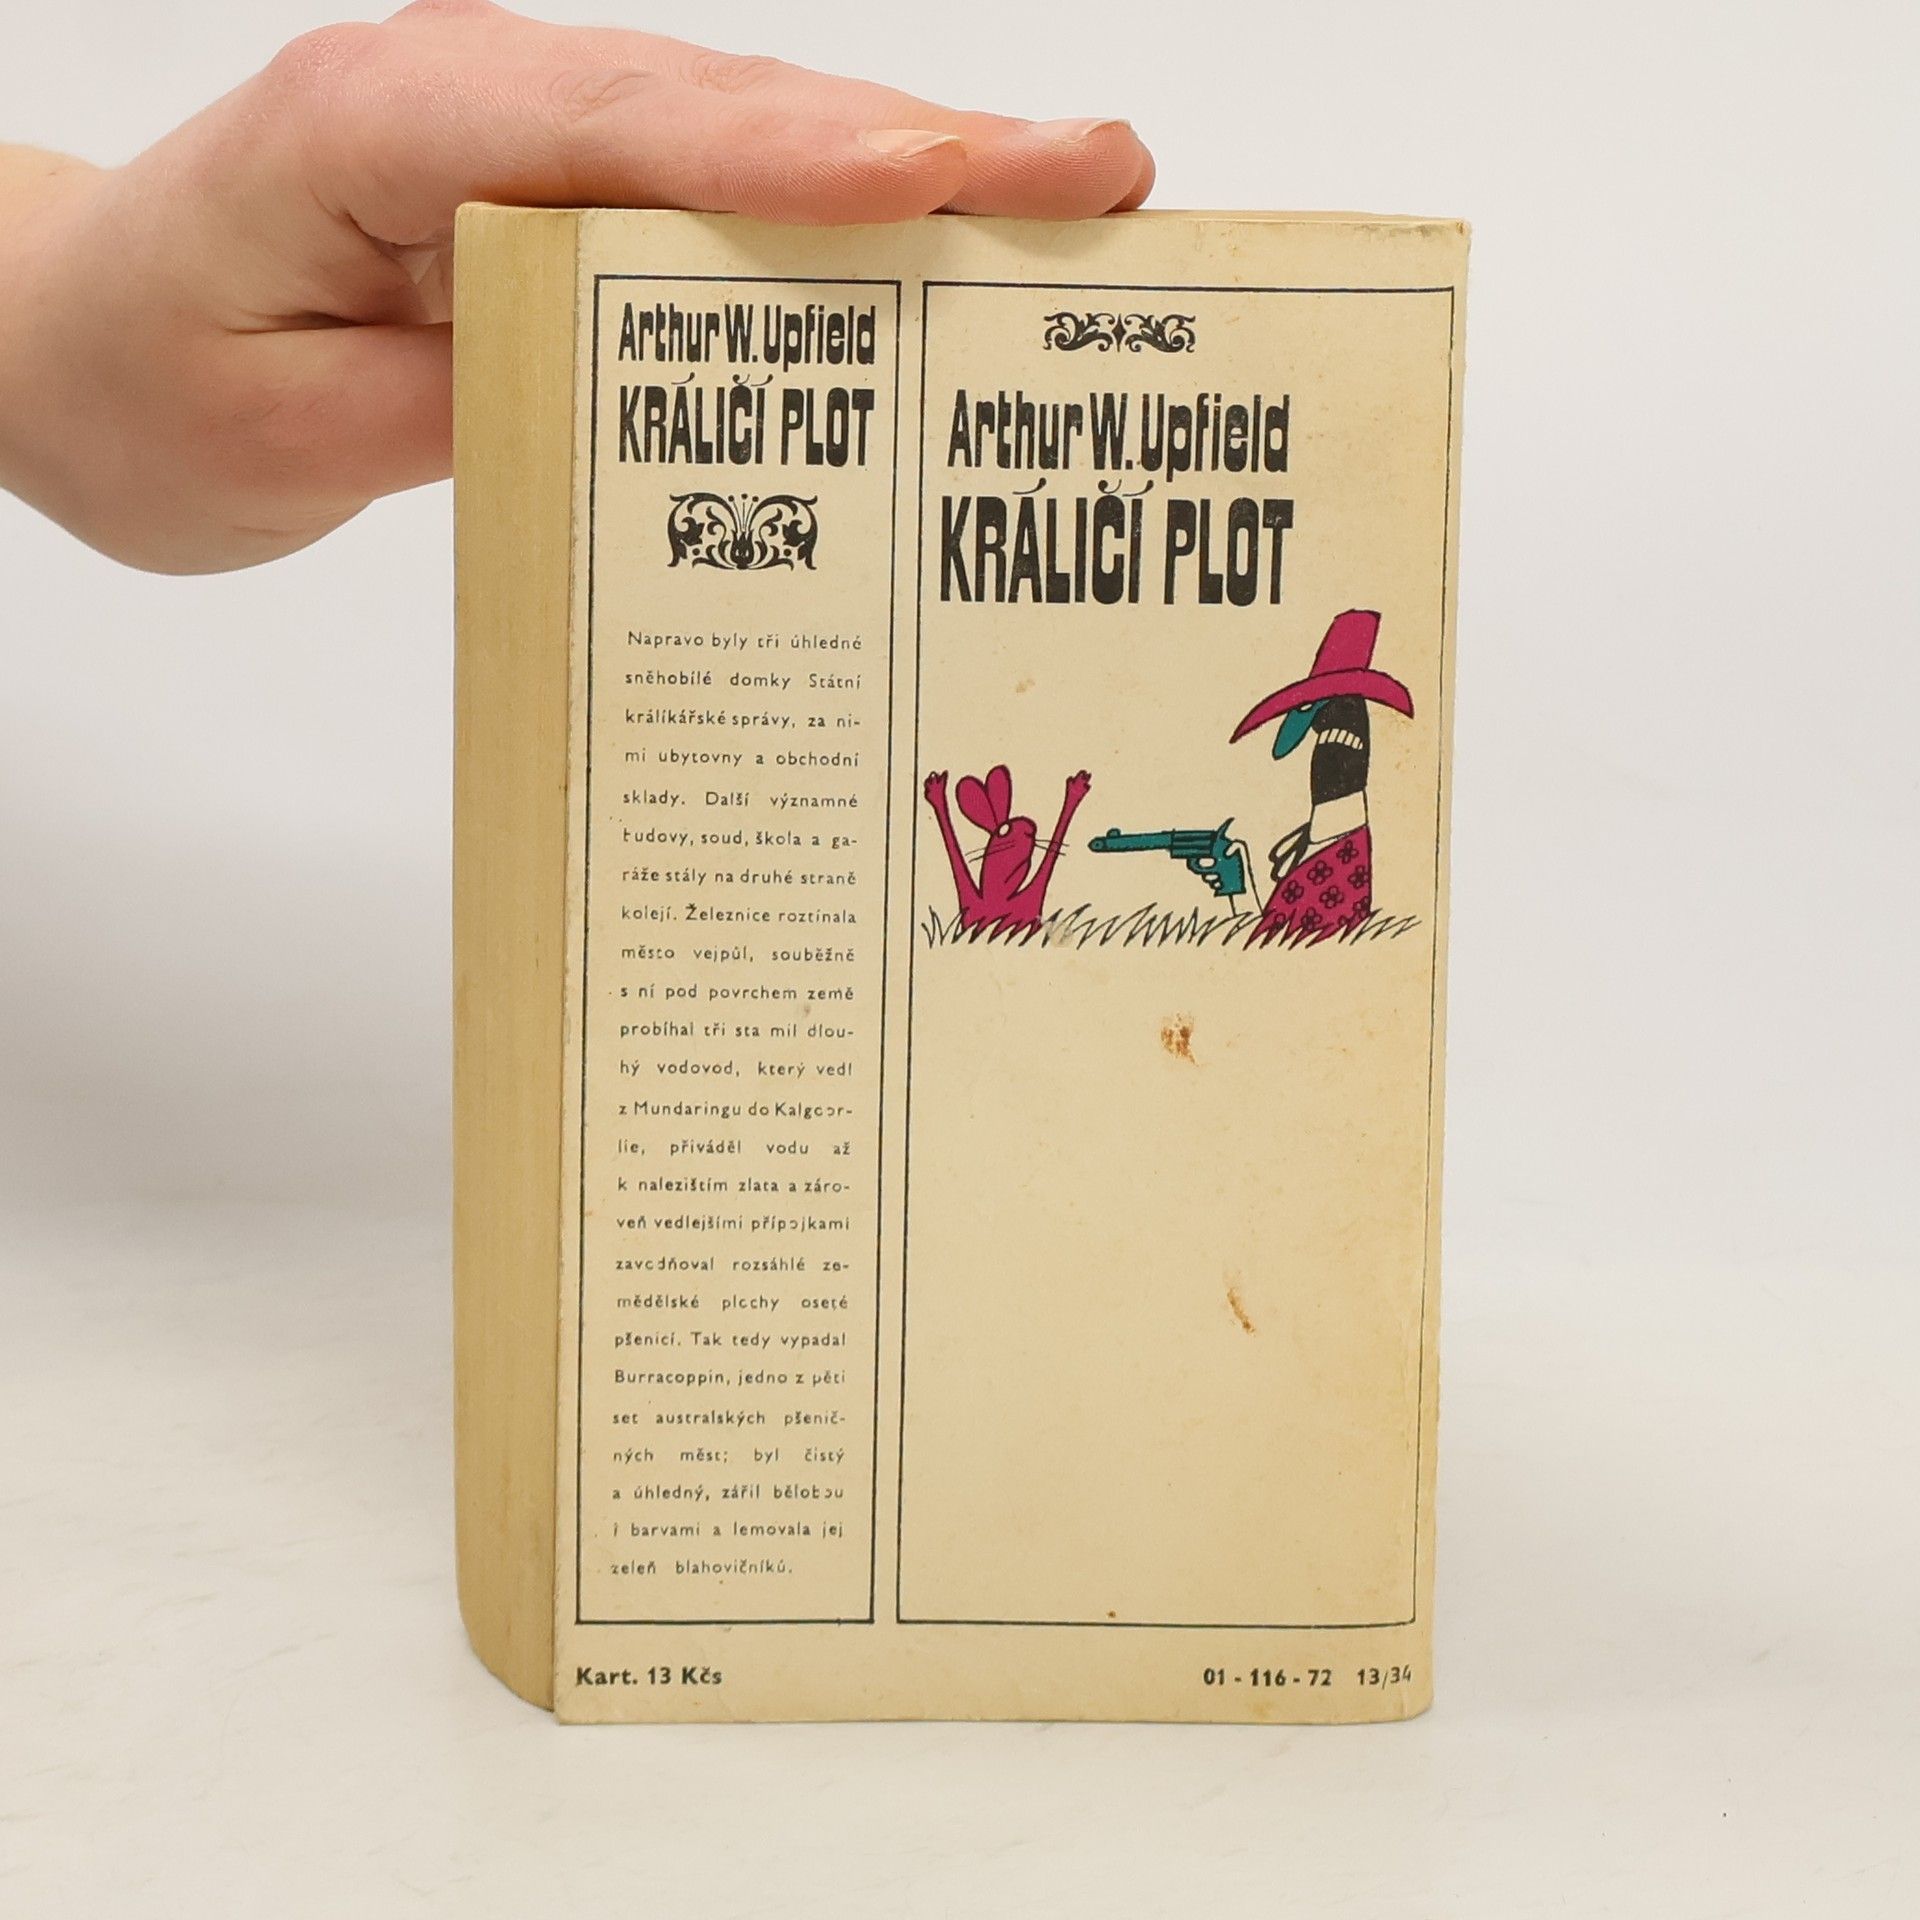 Arthur W. Upfield
KRÁLIČÍ PLOT
Napravo byly tři úhledné
sněhobílé domky Státní
králíkářské správy, za ni-
mi ubytovny a obchodní
sklady. Další významné
budovy, soud, škola a ga-
ráže stály na druhé straně
kolejí. Železnice roztínala
město vejpůl, souběžně
s ní pod povrchem země
probíhal tři sta mil dlou-
hý vodovod, který vedl
z Mundaringu do Kalgoor-
lie, přiváděl vodu až
k nalezištím zlata a záro-
veň vedlejšími přípojkami
zavodňoval rozsáhlé ze-
mědělské plochy oseté
pšenicí. Tak tedy vypadal
Burracoppin, jedno z pěti
set australských pšenič-
ných měst; byl čistý
a úhledný, zářil bělobou
i barvami a lemovala jej
zeleň blahovičníků.
Kart. 13 Kčs
Arthur W. Upfield
KRÁLIČÍ PLOT
01 - 116 - 72 13/34